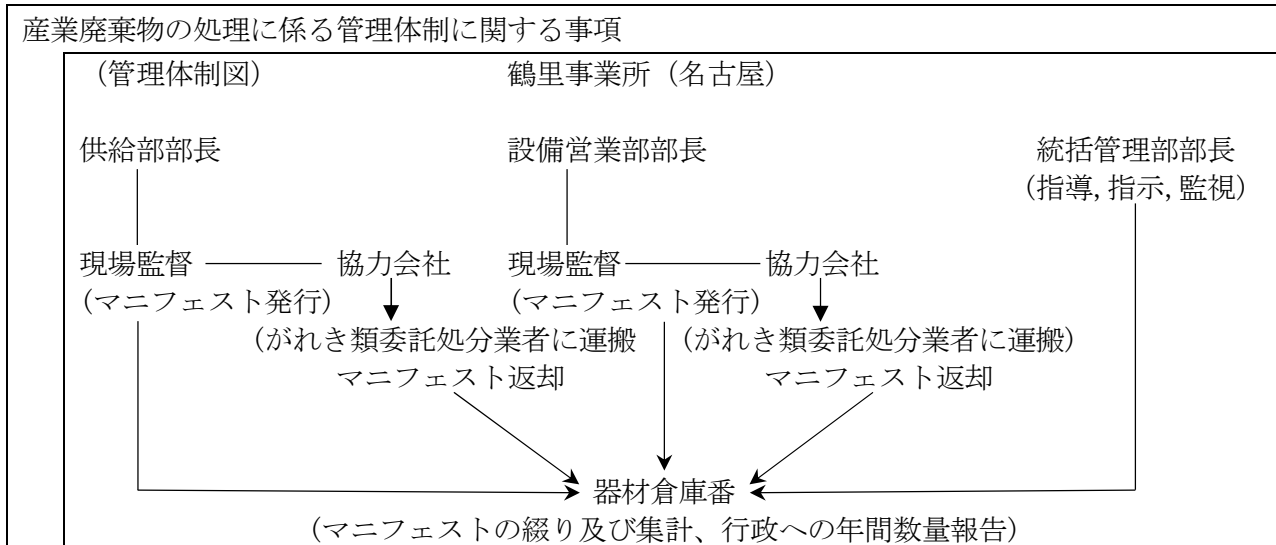 産業廃棄物の処理に係る管理体制に関する事項
（管理体制図） 鶴里事業所（名古屋）
供給部部長 設備営業部部長 統括管理部部長
（指導, 指示, 監視）
現場監督 協力会社 現場監督 協力会社
（マニフェスト発行） （マニフェスト発行）
（がれき類委託処分業者に運搬 （がれき類委託処分業者に運搬）
マニフェスト返却 マニフェスト返却
器材倉庫番
（マニフェストの綴り及び集計、行政への年間数量報告）